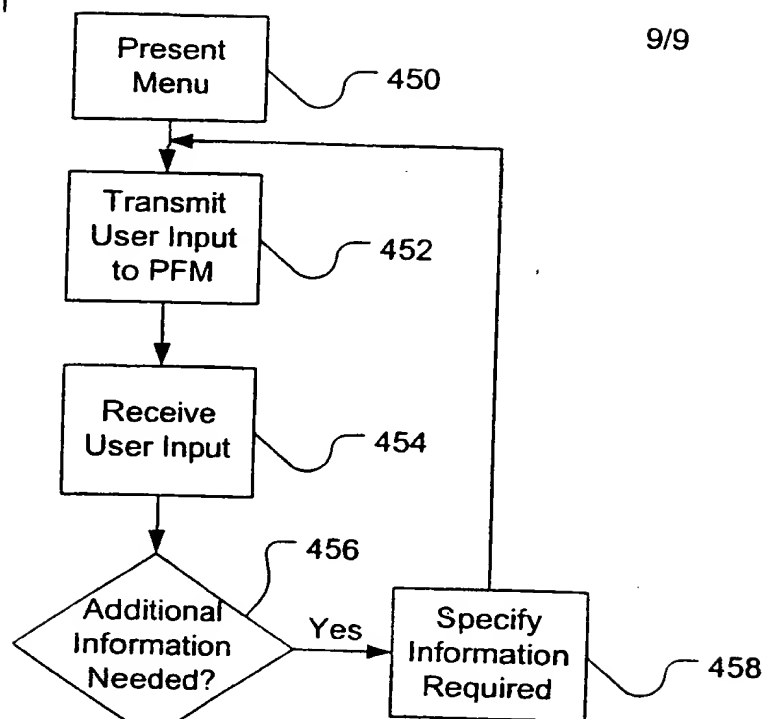 Present
Menu
9/9
450
Transmit
User Input
to PFM
452
Receive
User Input
454
456
Additional
Information
Needed?
Yes
Specify
Information
Required
458